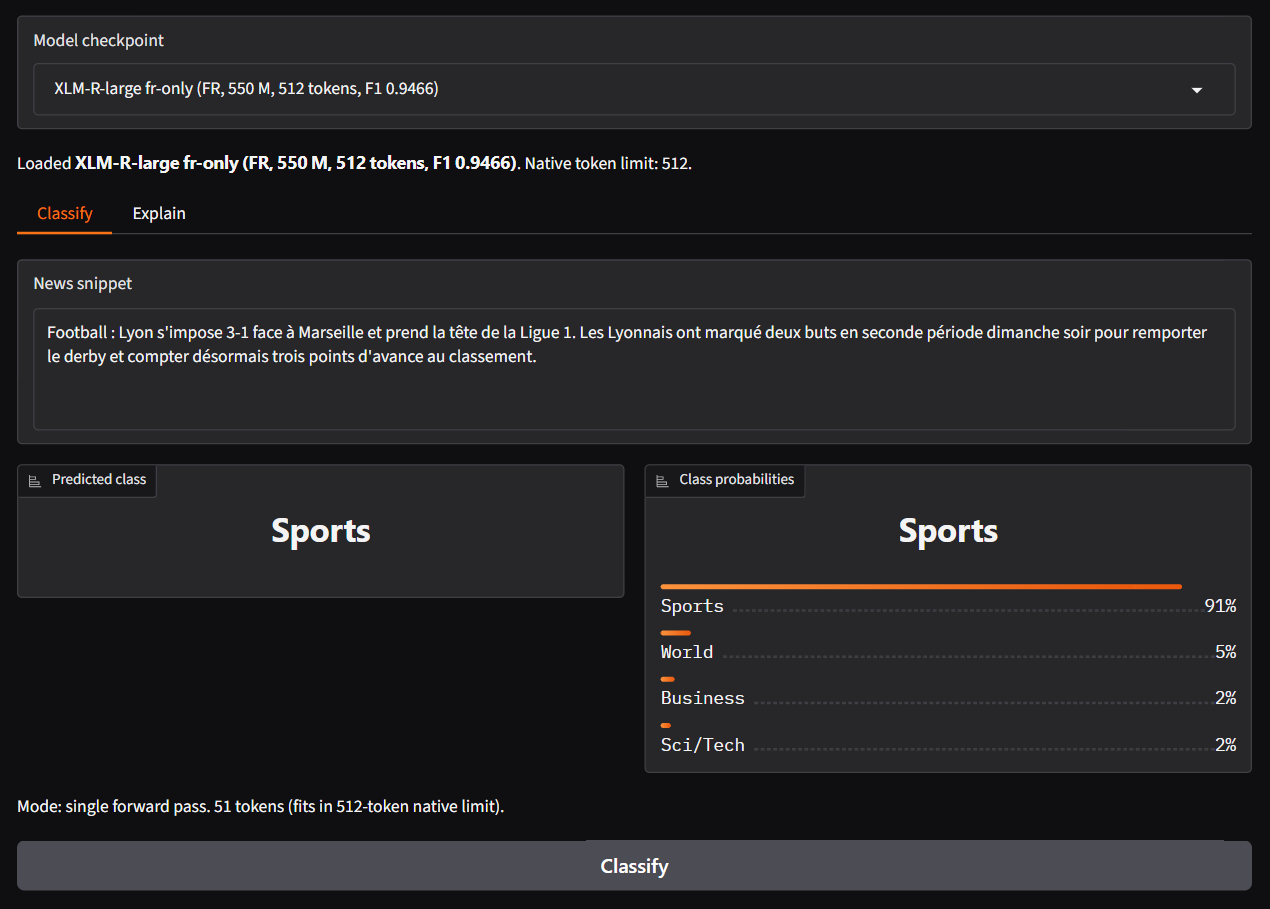 Model checkpoint
XLM-R-large fr-only (FR, 550 M, 512 tokens, F1 0.9466)
Loaded XLM-R-large fr-only (FR, 550 M, 512 tokens, F1 0.9466). Native token limit: 512.
Classify Explain
News snippet
Football : Lyon s'impose 3-1 face à Marseille et prend la tête de la Ligue 1. Les Lyonnais ont marqué deux buts en seconde période dimanche soir pour remporter
le derby et compter désormais trois points d'avance au classement.
Predicted class
Sports
Class probabilities
Sports
Sports 91%
World 5%
Business 2%
Sci/Tech 2%
Mode: single forward pass. 51 tokens (fits in 512-token native limit).
Classify